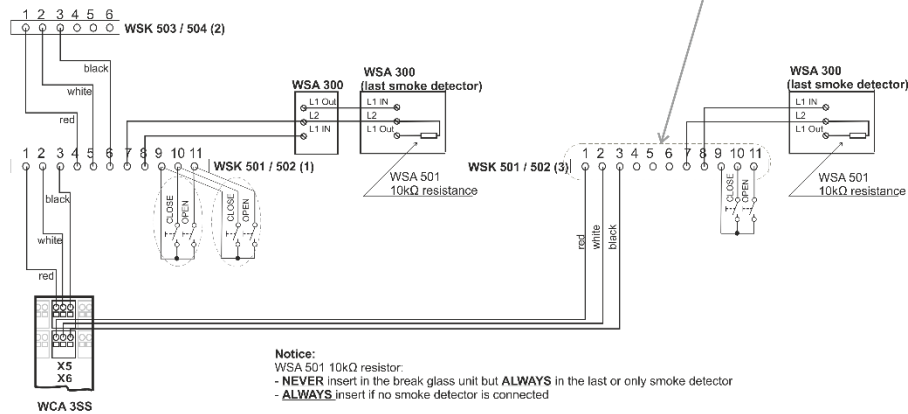 1 2 3 4 5 6
WSK 503 / 504 (2)
black
white
red
WSA 300
L1 Out
L2
L1 IN
WSA 300
(last smoke detector)
L1 IN
L2
L1 Out
WSA 501
10kΩ resistance
1 2 3 4 5 6 7 8 9 10 11
WSK 501 / 502 (1)
black
white
red
CLOSE
OPEN
CLOSE
OPEN
WSA 300
(last smoke detector)
L1 IN
L2
L1 Out
WSA 501
10kΩ resistance
WSK 501 / 502 (3)
1 2 3 4 5 6 7 8 9 10 11
CLOSE
OPEN
red
white
black
X5
X6
WCA 3SS
Notice:
WSA 501 10kΩ resistor:
- NEVER insert in the break glass unit but ALWAYS in the last or only smoke detector
- ALWAYS insert if no smoke detector is connected